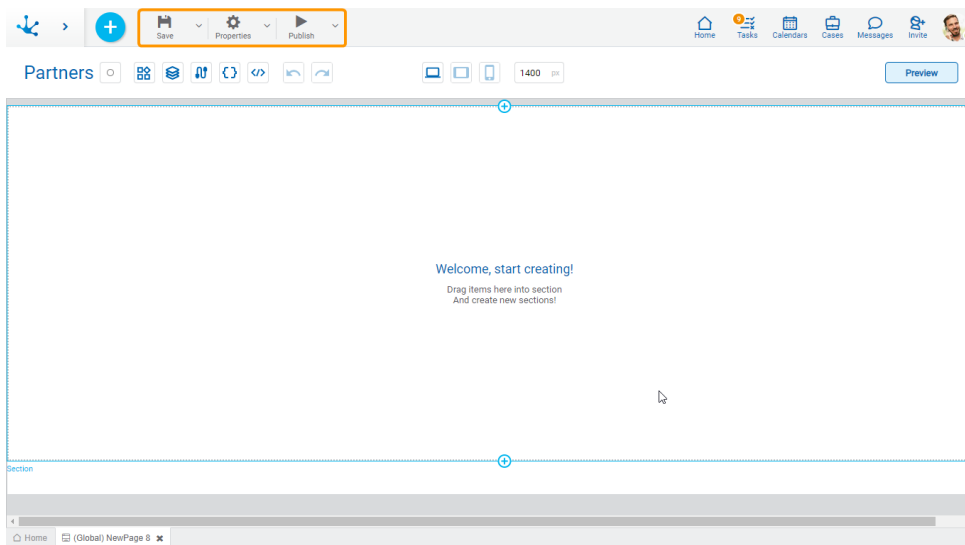 Save
Properties
Publish
Home
9
Tasks
Calendars
Cases
Messages
Invite
Partners
1400 px
Preview
Welcome, start creating!
Drag items here into section
And create new sections!
Section
Home
(Global) NewPage 8